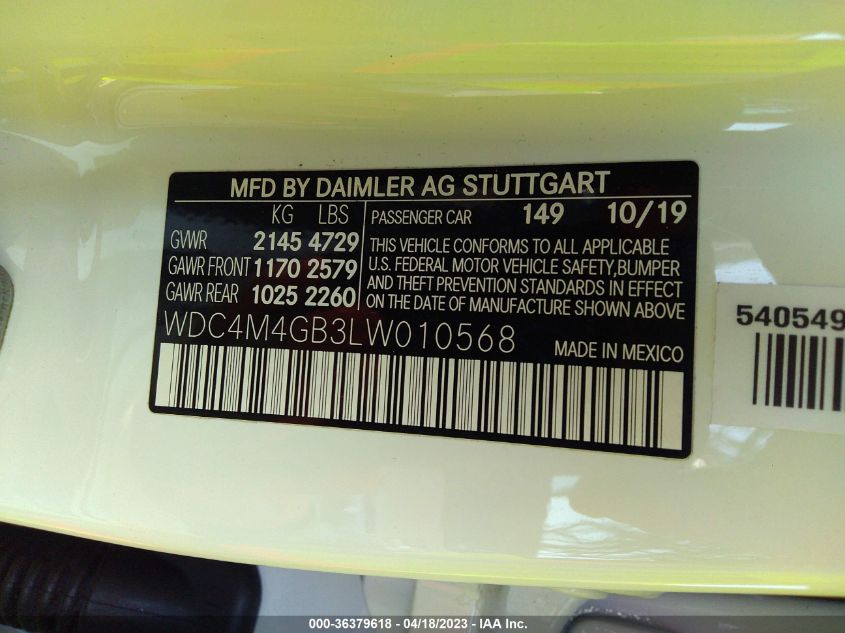 MFD BY DAIMLER AG STUTTGART
KG LBS
GVWR 2145 4729
GAWR FRONT 1170 2579
GAWR REAR 1025 2260
PASSENGER CAR 149 10/19
THIS VEHICLE CONFORMS TO ALL APPLICABLE
U.S. FEDERAL MOTOR VEHICLE SAFETY,BUMPER
AND THEFT PREVENTION STANDARDS IN EFFECT
ON THE DATE OF MANUFACTURE SHOWN ABOVE
WDC4M4GB3LW010568
MADE IN MEXICO
540549
000-36379618 - 04/18/2023 - IAA Inc.